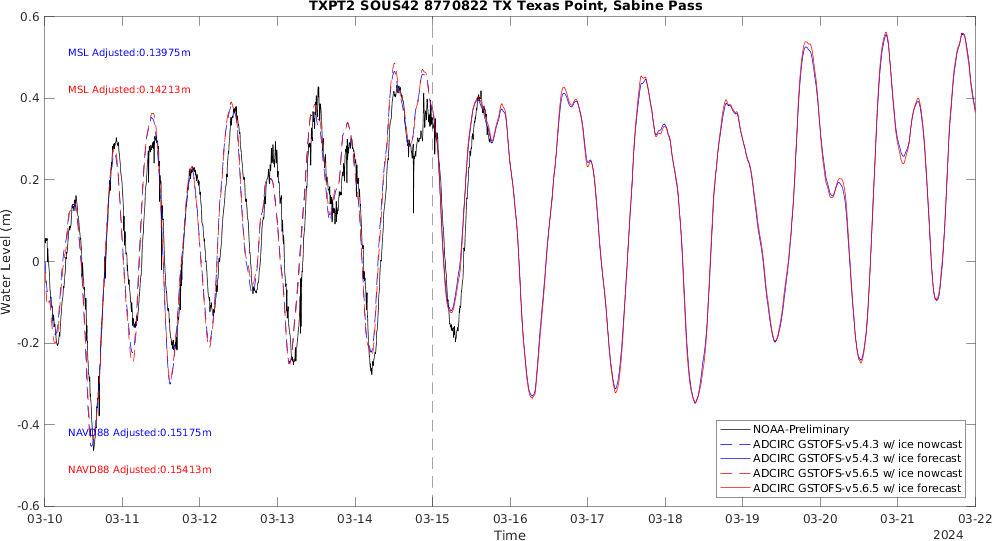 TXPT2 SOUS42 8770822 TX Texas Point, Sabine Pass
0.6
0.4
0.2
0
-0.2
-0.4
-0.6
Water Level (m)
MSL Adjusted:0.13975m
MSL Adjusted:0.14213m
NAVD88 Adjusted:0.15175m
NAVD88 Adjusted:0.15413m
NOAA-Preliminary
ADCIRC GSTOFS-v5.4.3 w/ ice nowcast
ADCIRC GSTOFS-v5.4.3 w/ ice forecast
ADCIRC GSTOFS-v5.6.5 w/ ice nowcast
ADCIRC GSTOFS-v5.6.5 w/ ice forecast
03-10 03-11 03-12 03-13 03-14 03-15 03-16 03-17 03-18 03-19 03-20 03-21 03-22
Time
2024